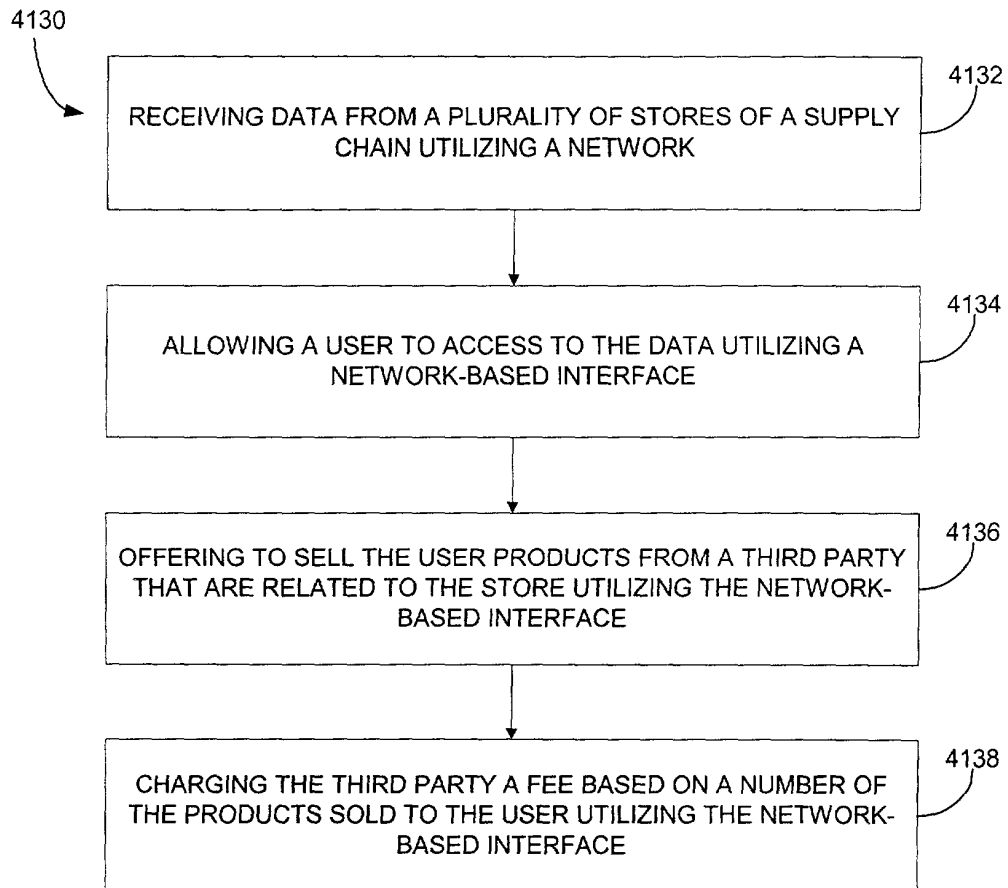 4130
4132
RECEIVING DATA FROM A PLURALITY OF STORES OF A SUPPLY
CHAIN UTILIZING A NETWORK
4134
ALLOWING A USER TO ACCESS TO THE DATA UTILIZING A
NETWORK-BASED INTERFACE
4136
OFFERING TO SELL THE USER PRODUCTS FROM A THIRD PARTY
THAT ARE RELATED TO THE STORE UTILIZING THE NETWORK-
BASED INTERFACE
4138
CHARGING THE THIRD PARTY A FEE BASED ON A NUMBER OF
THE PRODUCTS SOLD TO THE USER UTILIZING THE NETWORK-
BASED INTERFACE